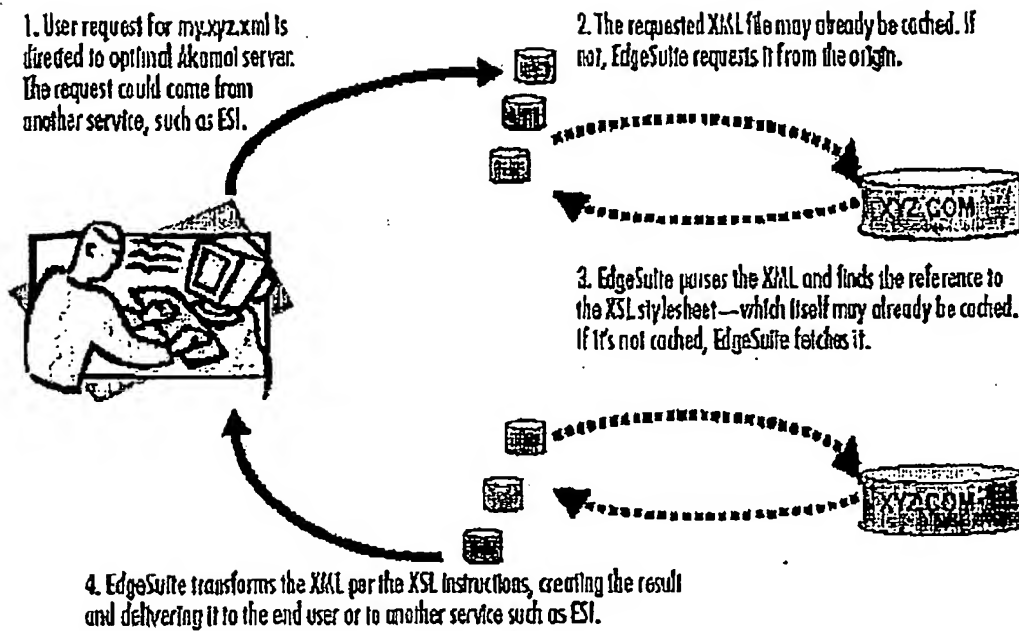 1. User request for my.xyz.xml is
directed to optimal Akamai server.
The request could come from
another service, such as ESI.
2. The requested XML file may already be cached. If
not, EdgeSuite requests it from the origin.
XYZ.COM
3. EdgeSuite parses the XML and finds the reference to
the XSL stylesheet—which itself may already be cached.
If it's not cached, EdgeSuite fetches it.
XYZ.COM
4. EdgeSuite transforms the XML per the XSL instructions, creating the result
and delivering it to the end user or to another service such as ESI.